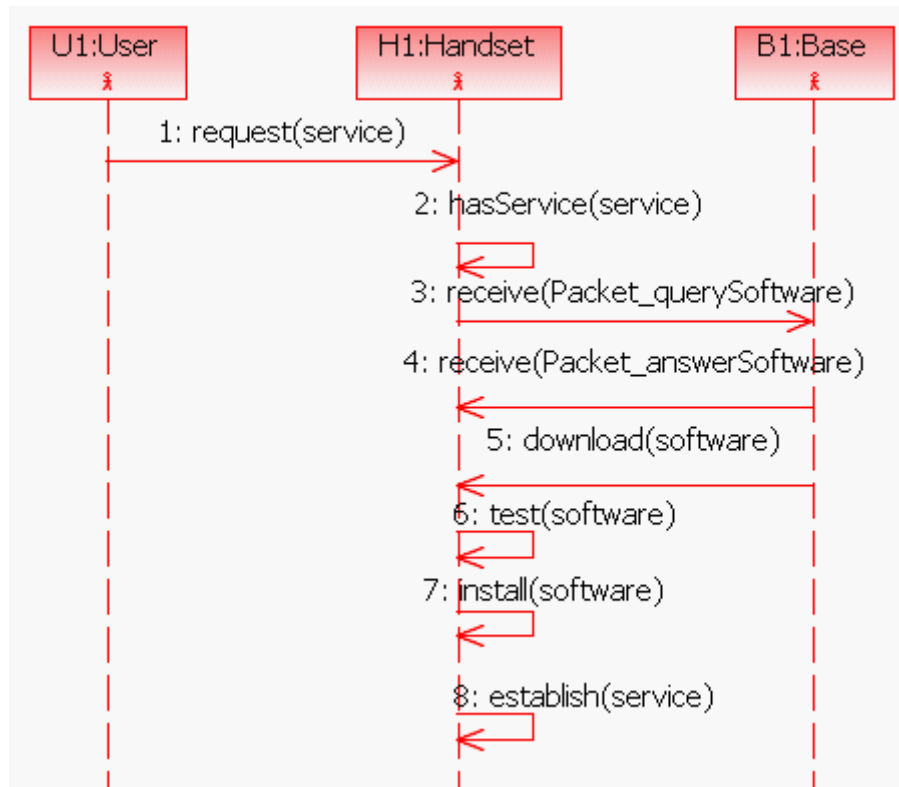 U1:User
H1:Handset
B1:Base
1: request(service)
2: hasService(service)
3: receive(Packet_querySoftware)
4: receive(Packet_answerSoftware)
5: download(software)
6: test(software)
7: install(software)
8: establish(service)